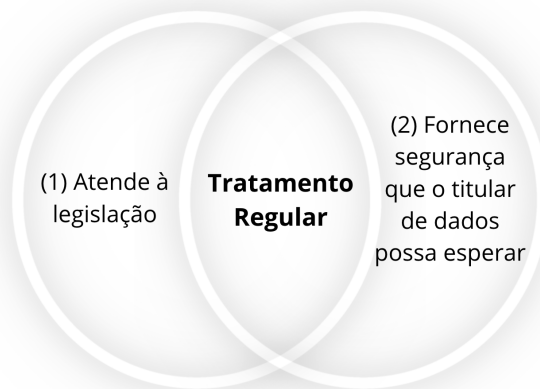 (1) Atende à
legislação
Tratamento
Regular
(2) Fornece
segurança
que o titular
de dados
possa esperar